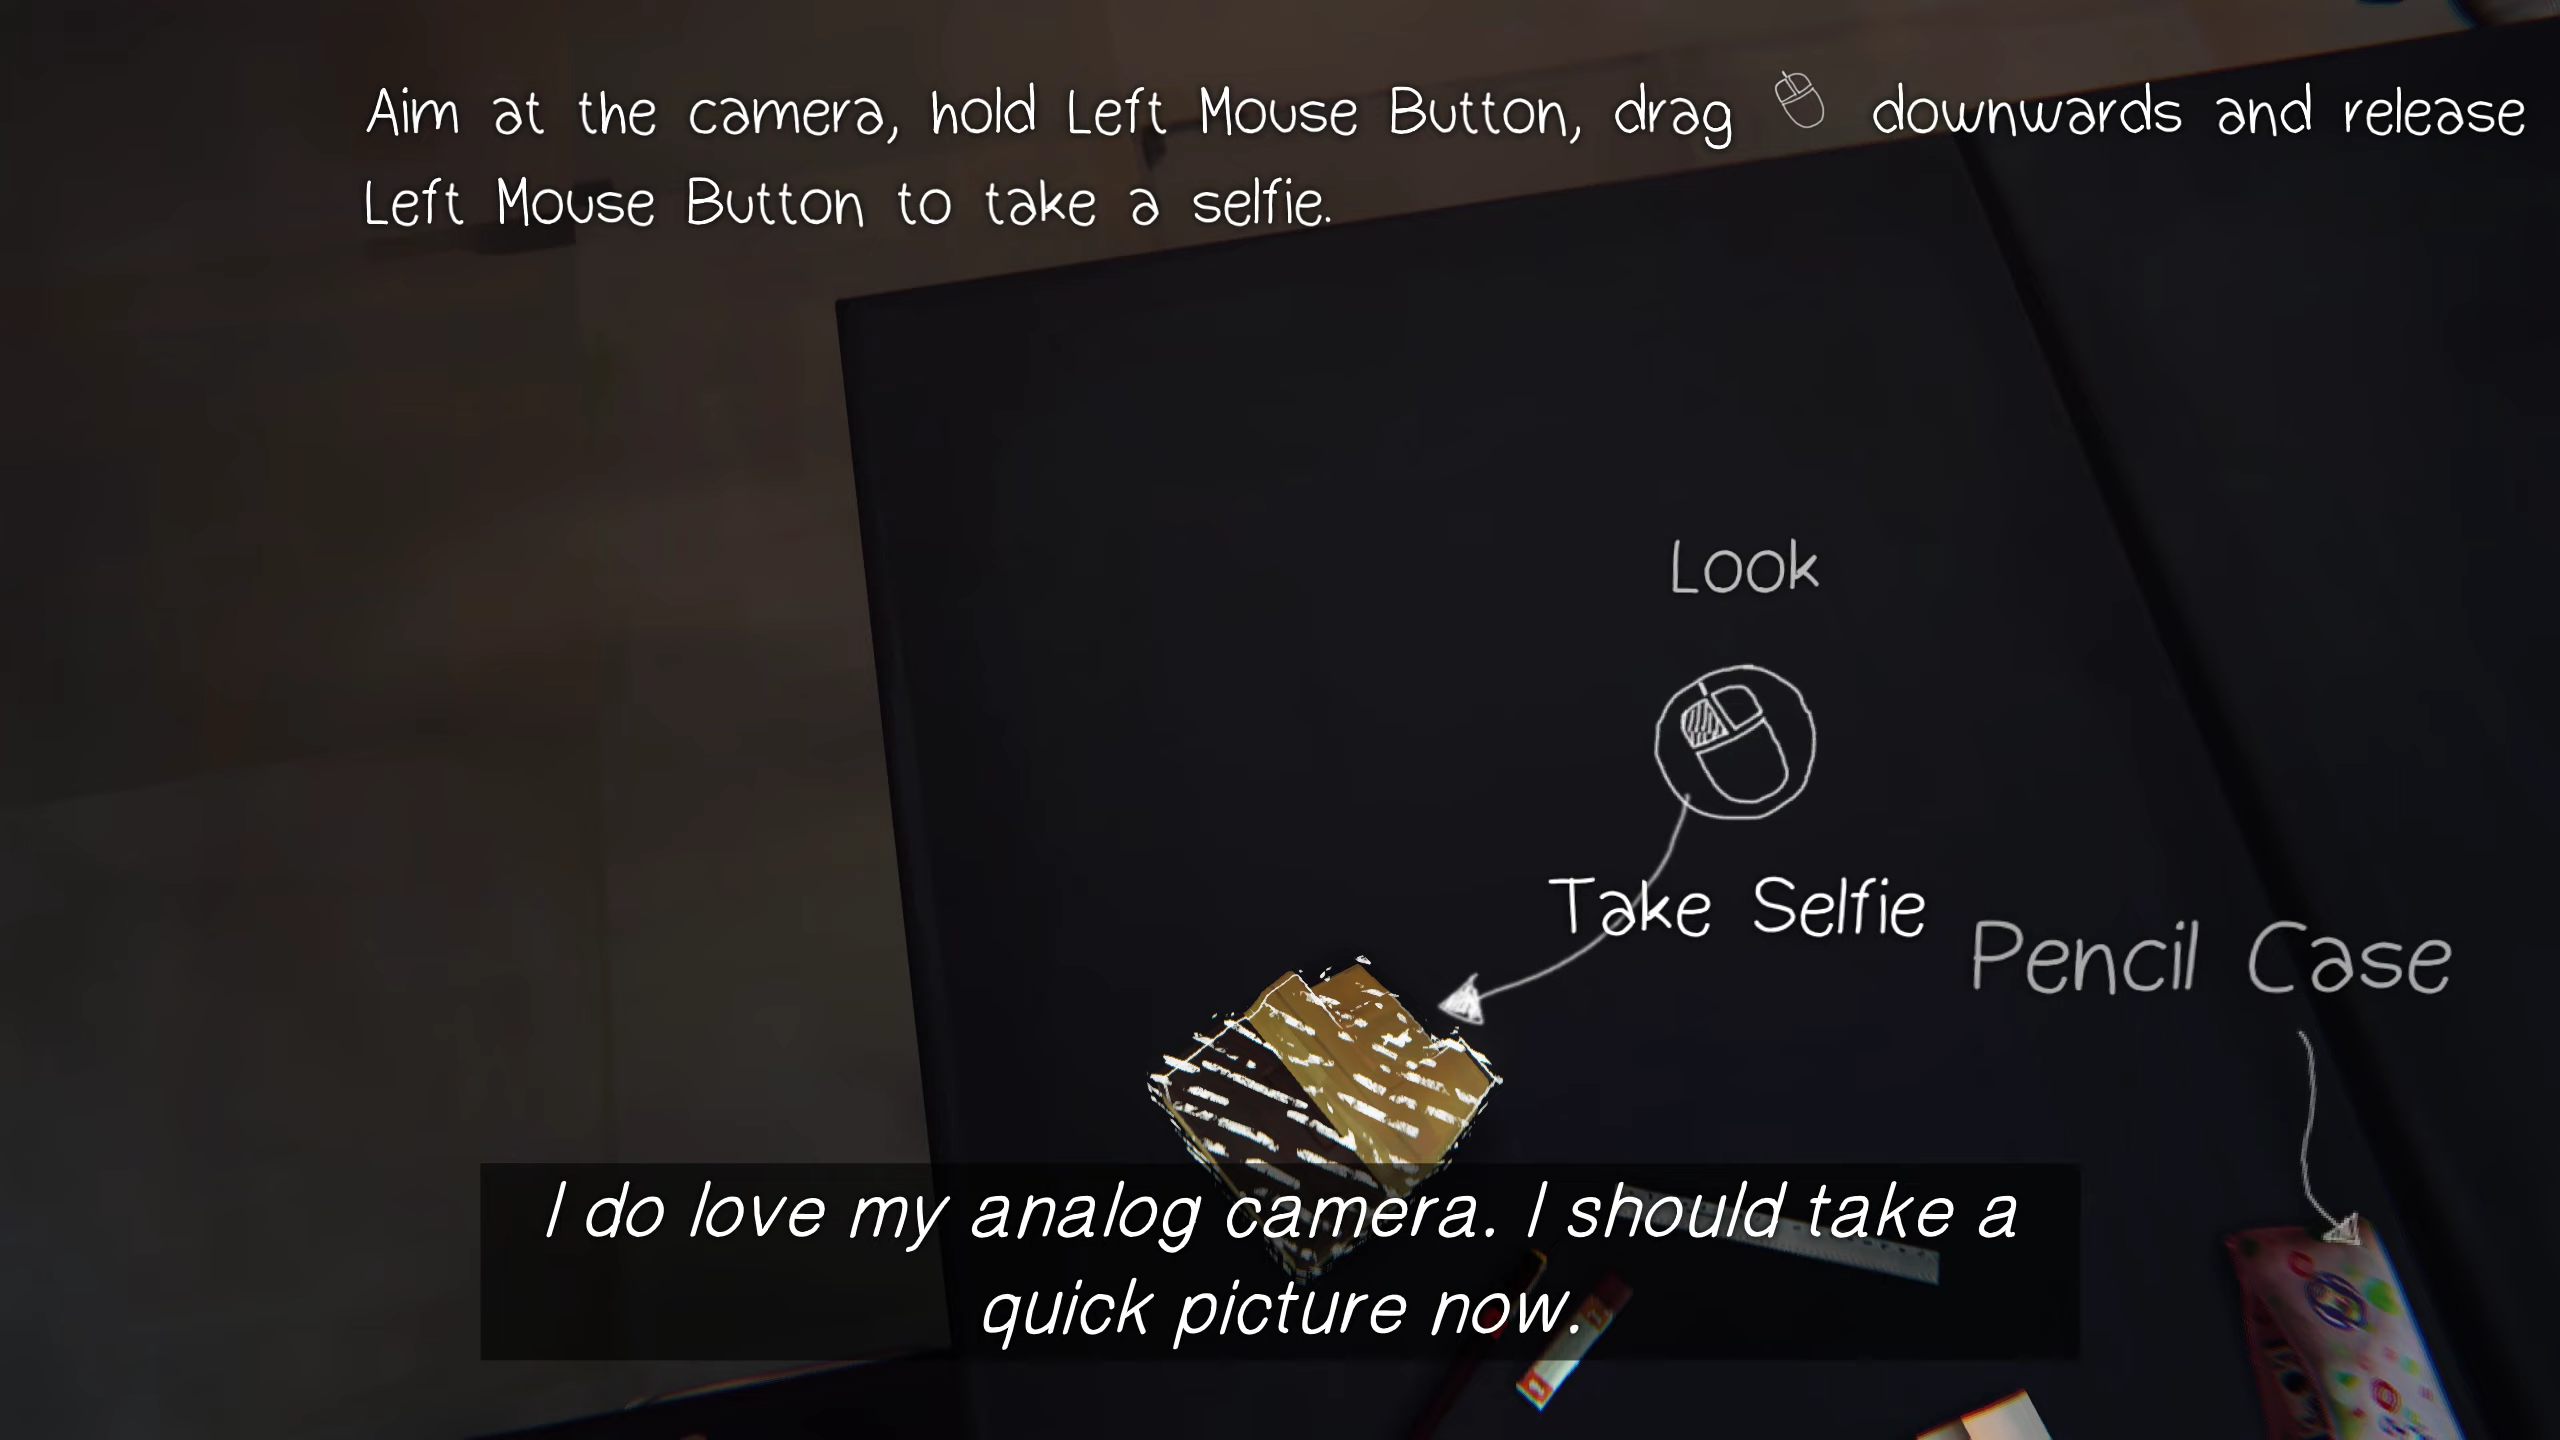 Aim at the camera, hold Left Mouse Button, drag downwards and release
Left Mouse Button to take a selfie.
Look
Take Selfie
Pencil Case
I do love my analog camera. I should take a
quick picture now.